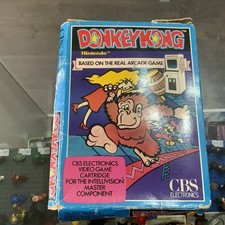 DONKEY KONG
Nintendo™
BASED ON THE REAL ARCADE GAME
CBS ELECTRONICS
VIDEO GAME
CARTRIDGE
FOR THE INTELLIVISION
MASTER
COMPONENT
CBS
ELECTRONICS